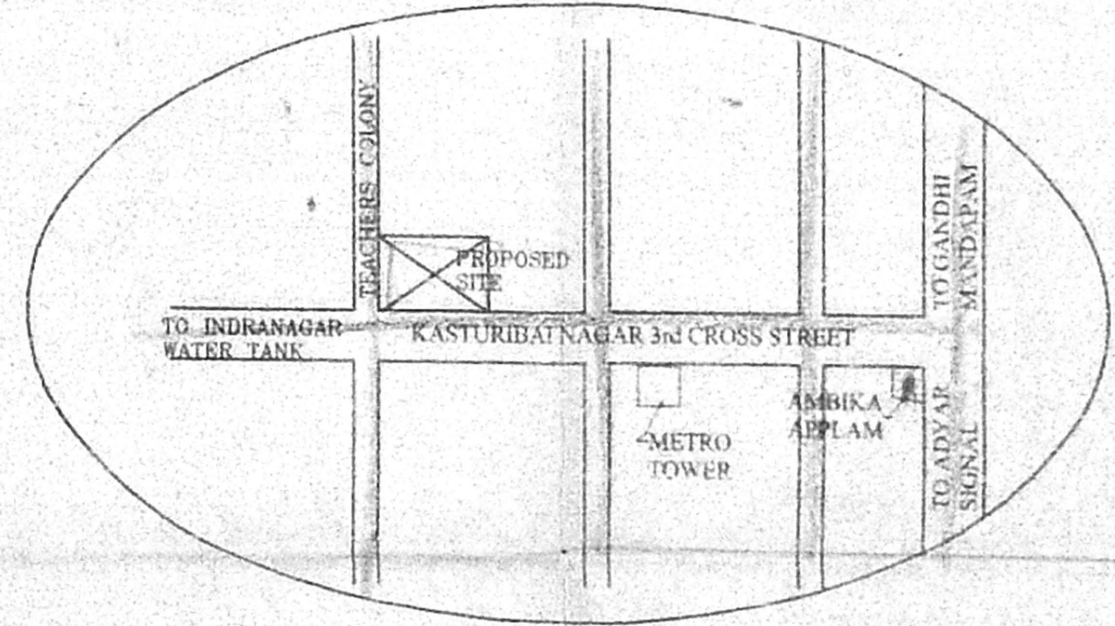 TEACHERS COLONY
PROPOSED
SITE
TO GANDHI
MANDAPAM
TO INDRANAGAR
WATER TANK
KASTURIBAI NAGAR 3rd CROSS STREET
METRO
TOWER
AMBIKA
APPLAM
TO ADYAR
SIGNAL